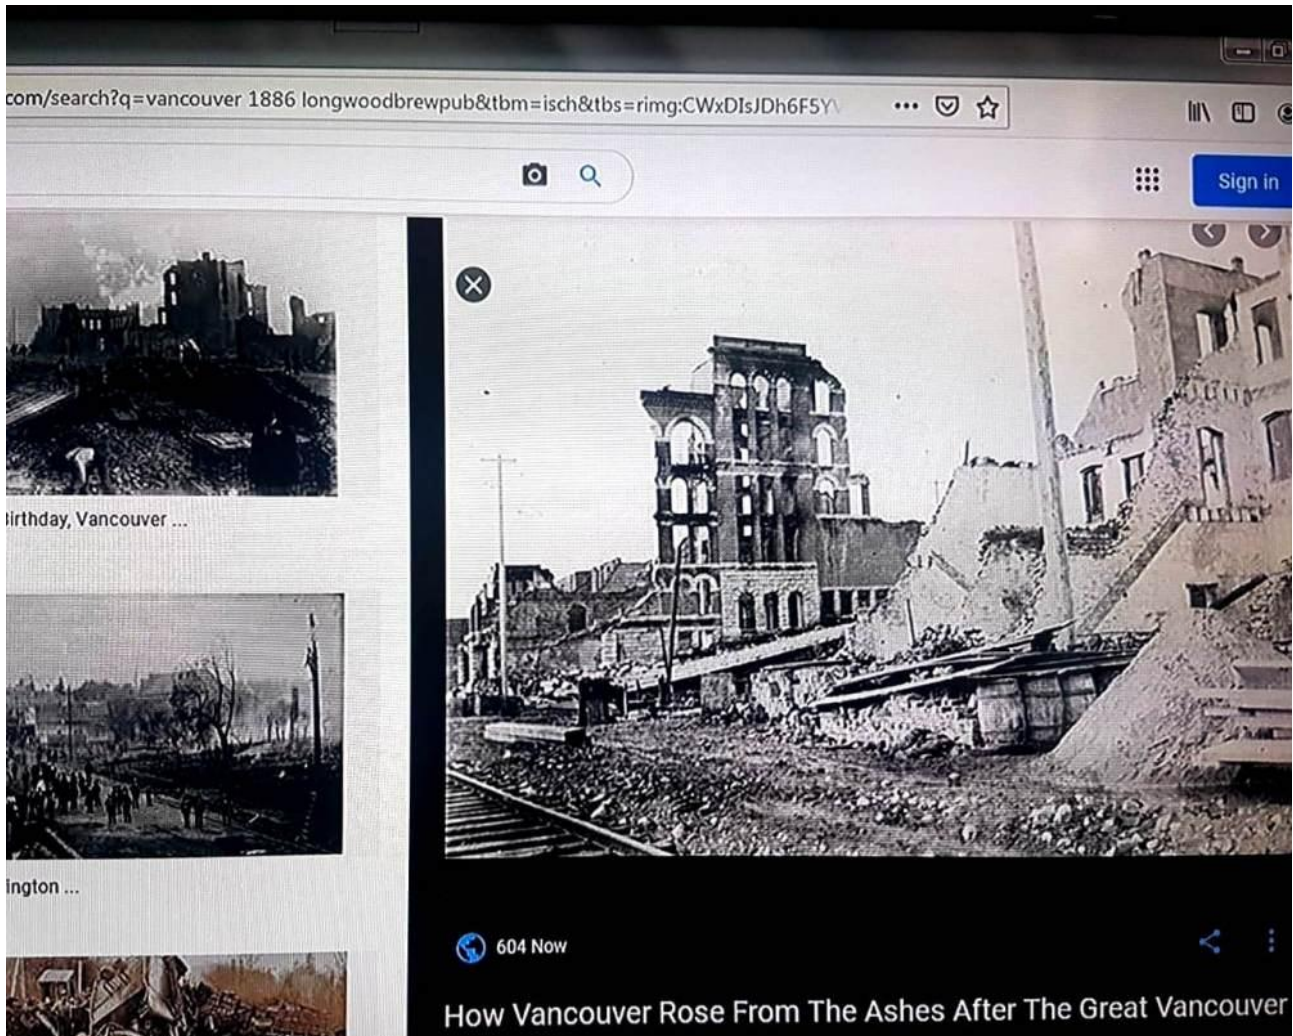 com/search?q=vancouver 1886 longwoodbrewpub&tbm=isch&tbs=rimg:CWxDIsJDh6F5Y
Sign in
irthday, Vancouver ...
ington ...
604 Now
How Vancouver Rose From The Ashes After The Great Vancouver